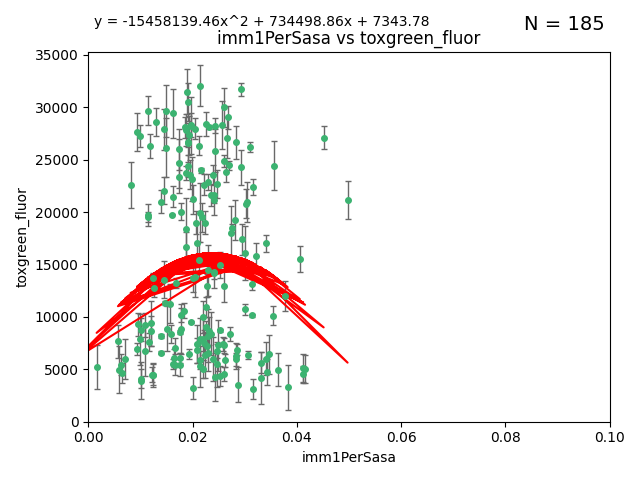 y = -15458139.46x^2 + 734498.86x + 7343.78
N = 185
imm1PerSasa vs toxgreen_fluor
35000
30000
25000
20000
15000
10000
5000
0
toxgreen_fluor
0.00 0.02 0.04 0.06 0.08 0.10
imm1PerSasa